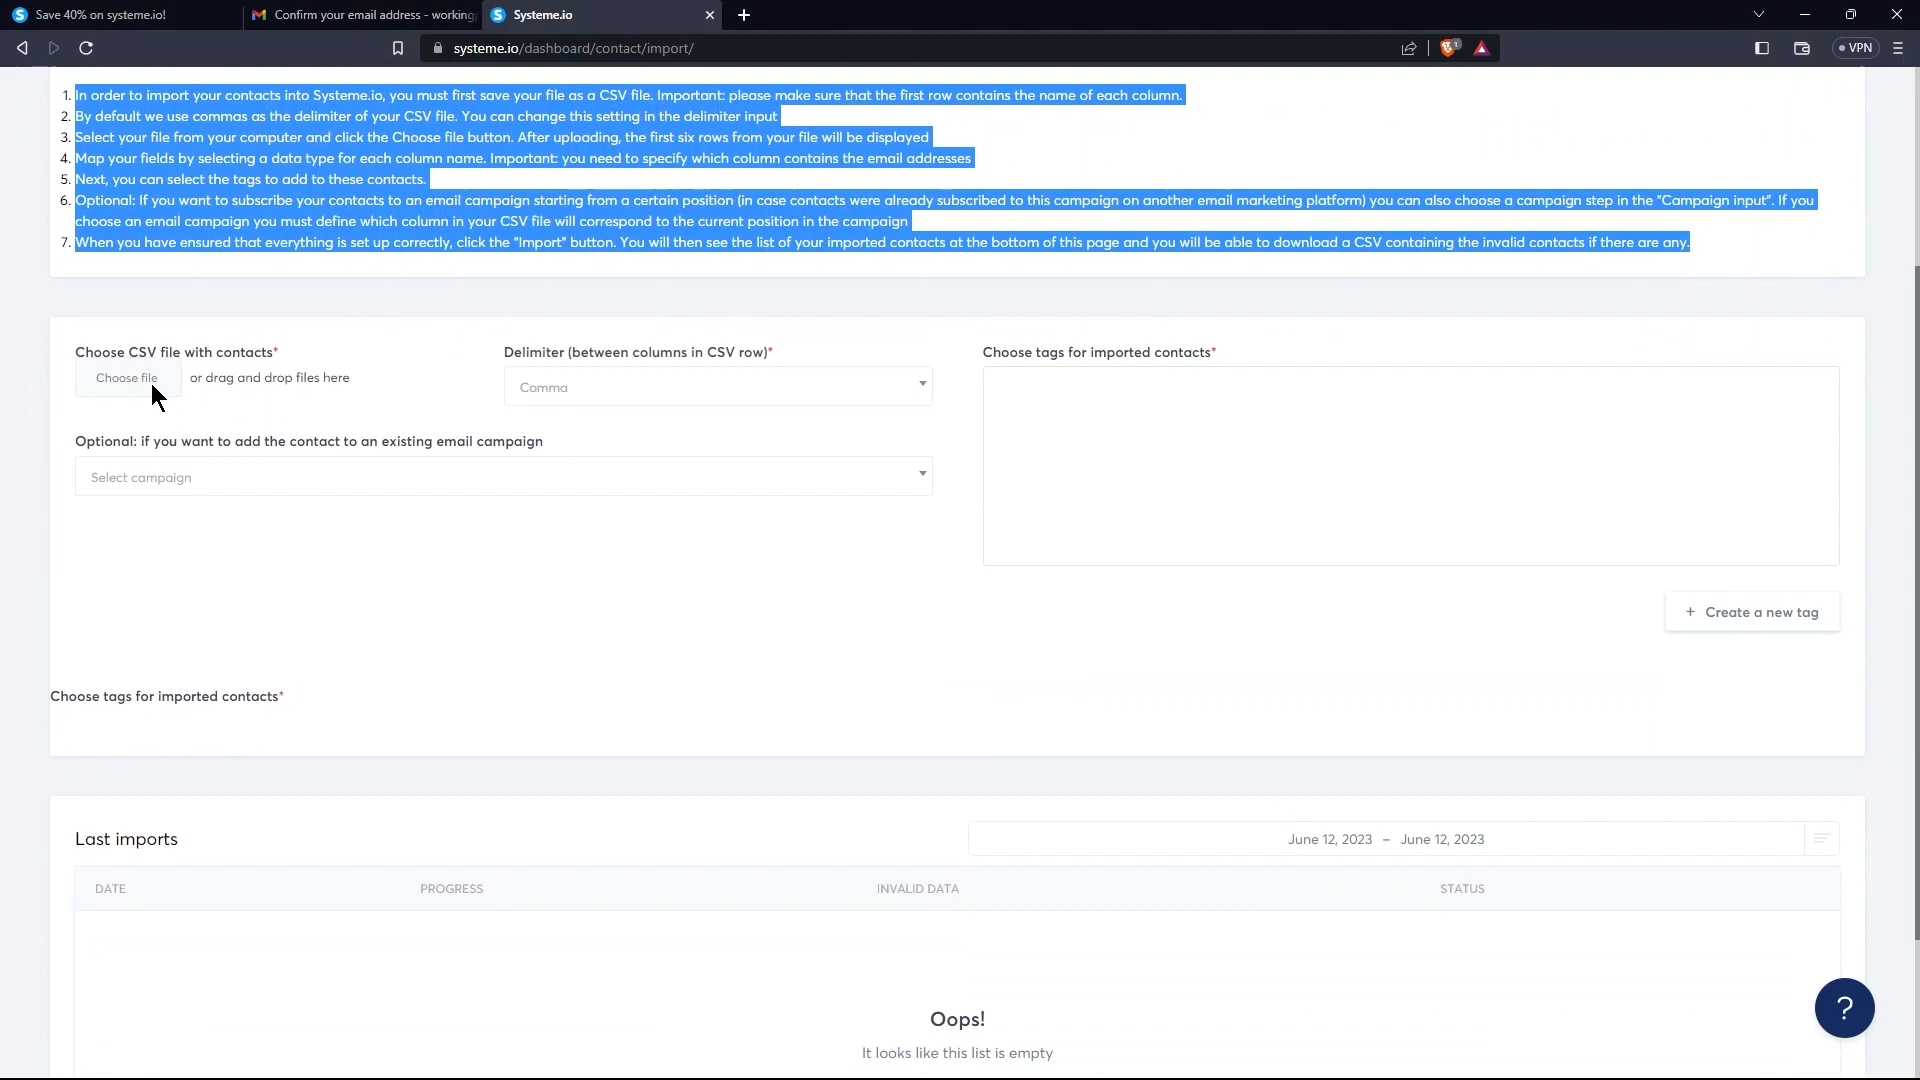 Save 40% on systeme.io!
Confirm your email address - working
Systeme.io
systeme.io/dashboard/contact/import/
1
VPN
1. In order to import your contacts into Systeme.io, you must first save your file as a CSV file. Important: please make sure that the first row contains the name of each column.
2. By default we use commas as the delimiter of your CSV file. You can change this setting in the delimiter input
3. Select your file from your computer and click the Choose file button. After uploading, the first six rows from your file will be displayed
4. Map your fields by selecting a data type for each column name. Important: you need to specify which column contains the email addresses
5. Next, you can select the tags to add to these contacts.
6. Optional: If you want to subscribe your contacts to an email campaign starting from a certain position (in case contacts were already subscribed to this campaign on another email marketing platform) you can also choose a campaign step in the "Campaign input". If you
choose an email campaign you must define which column in your CSV file will correspond to the current position in the campaign
7. When you have ensured that everything is set up correctly, click the "Import" button. You will then see the list of your imported contacts at the bottom of this page and you will be able to download a CSV containing the invalid contacts if there are any.
Choose CSV file with contacts*
Choose file or drag and drop files here
Delimiter (between columns in CSV row)*
Comma
Choose tags for imported contacts*
Optional: if you want to add the contact to an existing email campaign
Select campaign
+ Create a new tag
Choose tags for imported contacts*
Last imports
June 12, 2023 – June 12, 2023
DATE PROGRESS INVALID DATA STATUS
Oops!
It looks like this list is empty
?